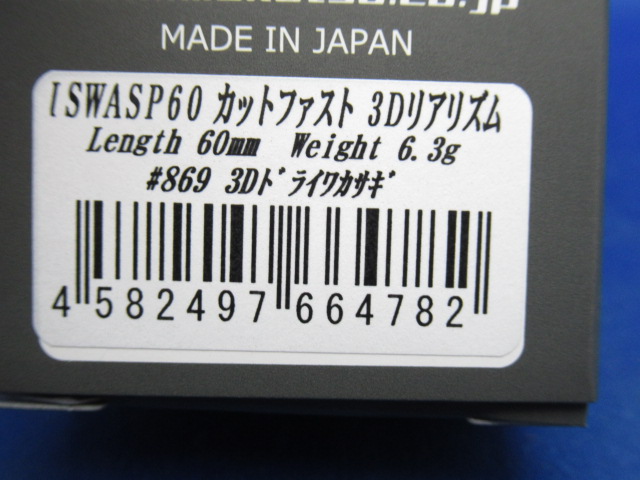 MADE IN JAPAN
ISWASP60 カットファスト 3Dリアリズム
Length 60mm Weight 6.3g
#869 3Dﾄﾞﾗｲﾜｶｻｷﾞ
4 582497 664782